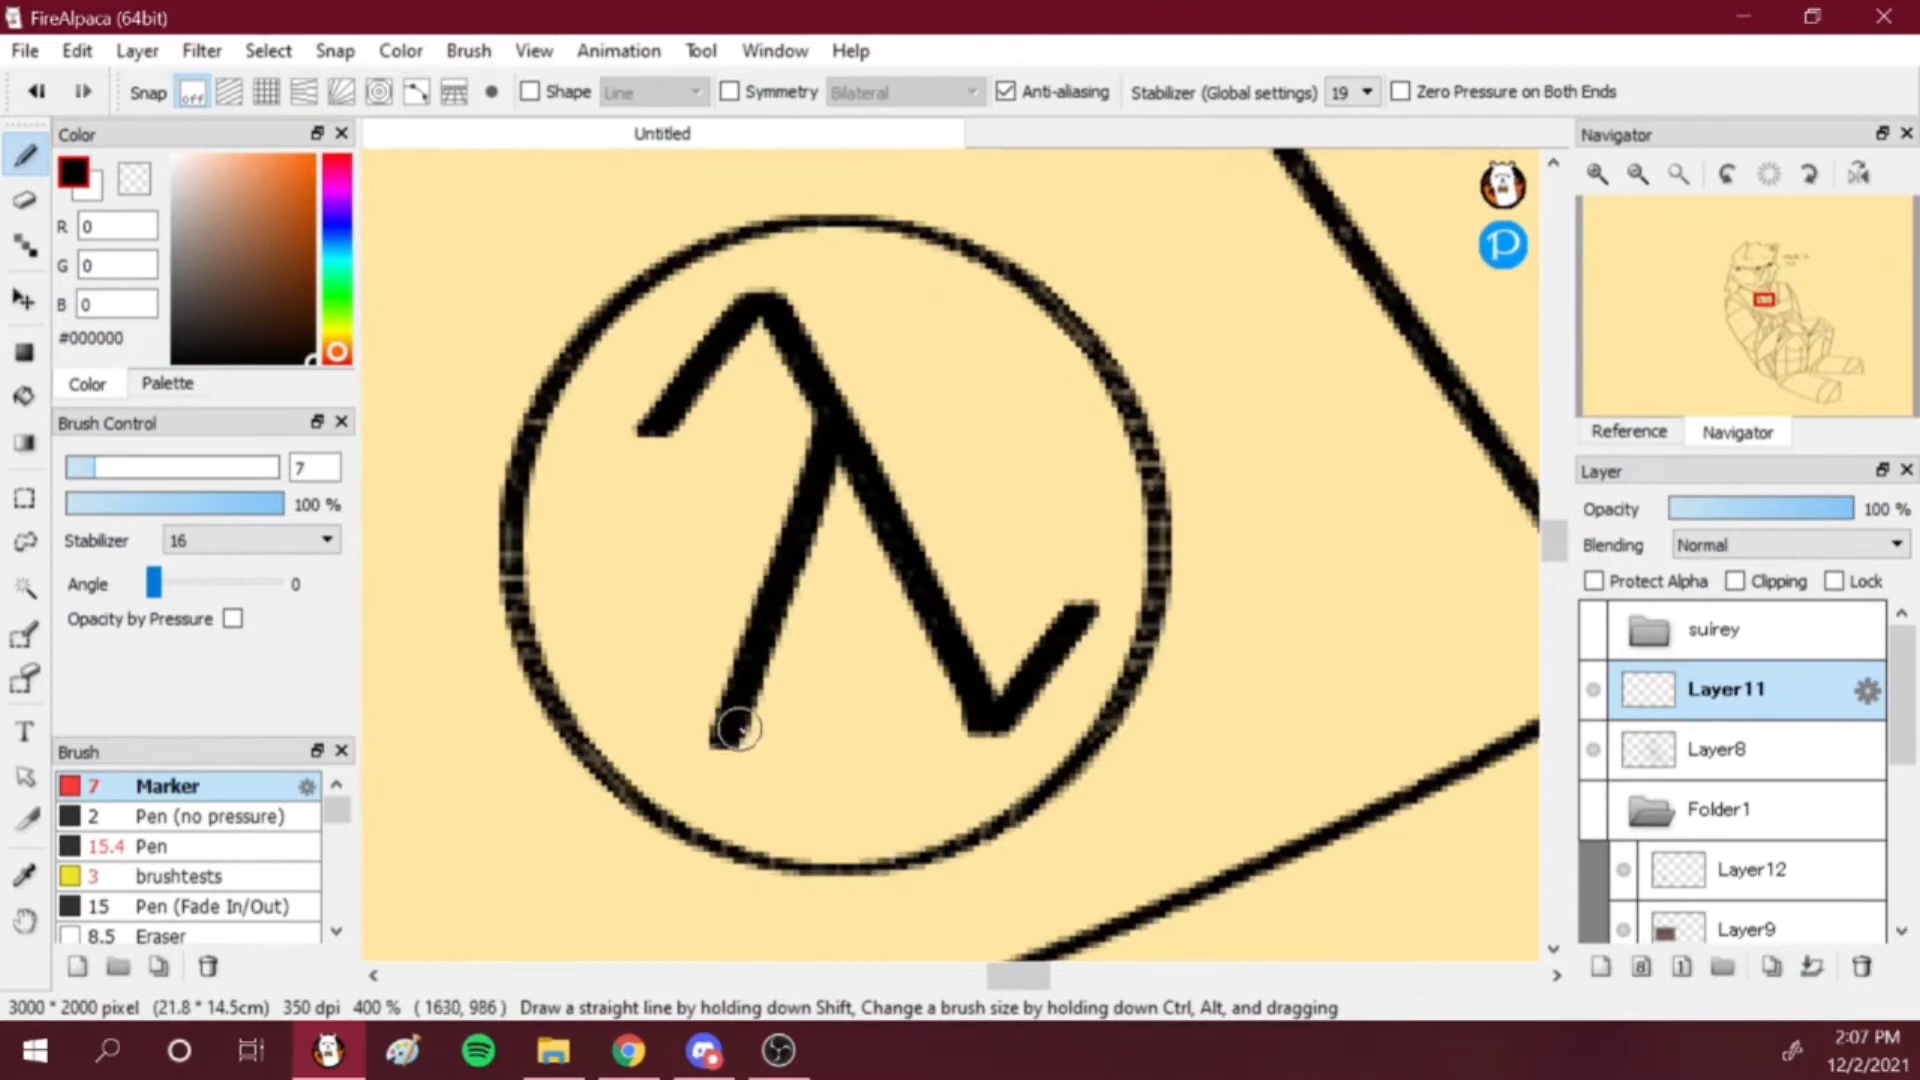 FireAlpaca (64bit)
File Edit Layer Filter Select Snap Color Brush View Animation Tool Window Help
Snap off Shape Line Symmetry Bilateral Anti-aliasing Stabilizer (Global settings) 19 Zero Pressure on Both Ends
Color
R 0
G 0
B 0
#000000
Color Palette
Brush Control
7
100 %
Stabilizer 16
Angle 0
Opacity by Pressure
Brush
7 Marker
2 Pen (no pressure)
15.4 Pen
3 brushtests
15 Pen (Fade In/Out)
8.5 Eraser
Untitled
λ
P
Navigator
Reference Navigator
Layer
Opacity 100 %
Blending Normal
Protect Alpha Clipping Lock
suirey
Layer11
Layer8
Folder1
Layer12
Layer9
8 1
3000 * 2000 pixel (21.8 * 14.5cm) 350 dpi 400 % ( 1630, 986 ) Draw a straight line by holding down Shift, Change a brush size by holding down Ctrl, Alt, and dragging
2:07 PM
12/2/2021